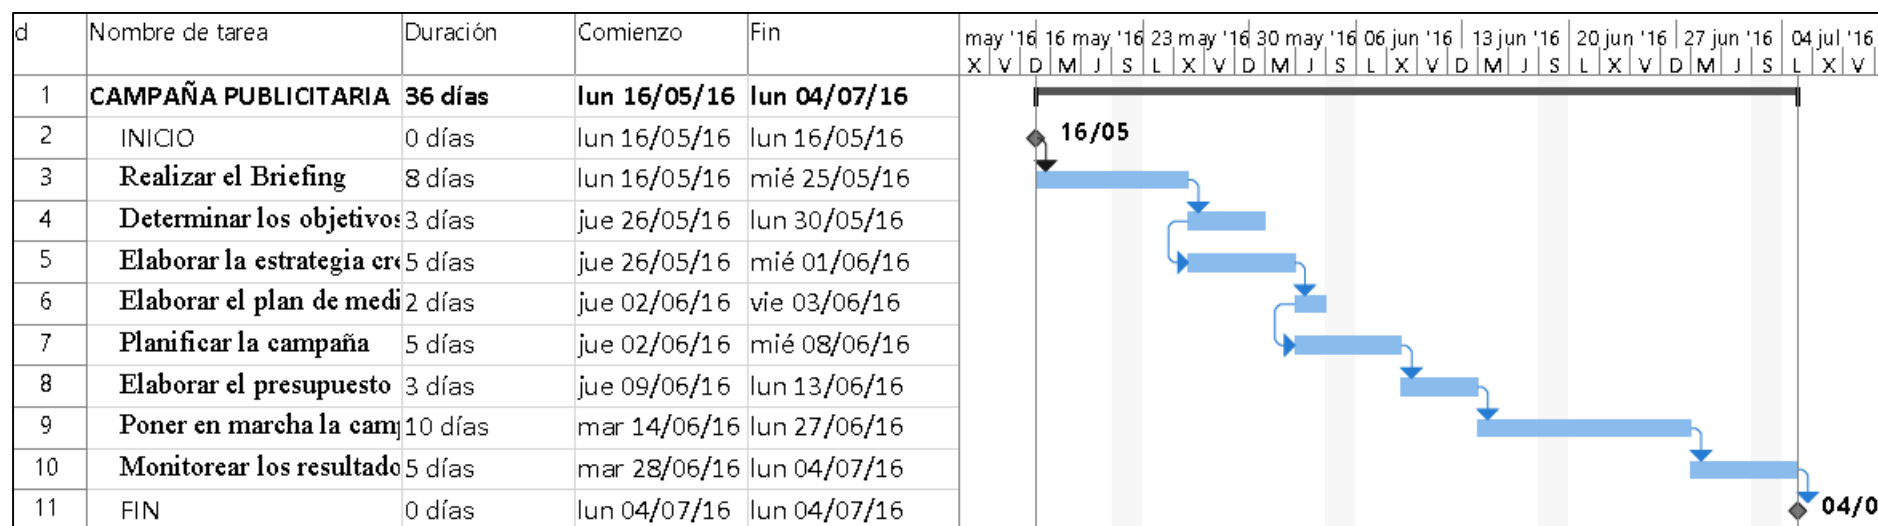 d Nombre de tarea Duración Comienzo Fin
may '16 16 may '16 23 may '16 30 may '16 06 jun '16 13 jun '16 20 jun '16 27 jun '16 04 jul '16
X V D M J S L X V D M J S L X V D M J S L X V D M J S L X V
1 CAMPAÑA PUBLICITARIA 36 días lun 16/05/16 lun 04/07/16
2 INICIO 0 días lun 16/05/16 lun 16/05/16 16/05
3 Realizar el Briefing 8 días lun 16/05/16 mié 25/05/16
4 Determinar los objetivos 3 días jue 26/05/16 lun 30/05/16
5 Elaborar la estrategia cre 5 días jue 26/05/16 mié 01/06/16
6 Elaborar el plan de medi 2 días jue 02/06/16 vie 03/06/16
7 Planificar la campaña 5 días jue 02/06/16 mié 08/06/16
8 Elaborar el presupuesto 3 días jue 09/06/16 lun 13/06/16
9 Poner en marcha la cam 10 días mar 14/06/16 lun 27/06/16
10 Monitorear los resultado 5 días mar 28/06/16 lun 04/07/16
11 FIN 0 días lun 04/07/16 lun 04/07/16 04/0